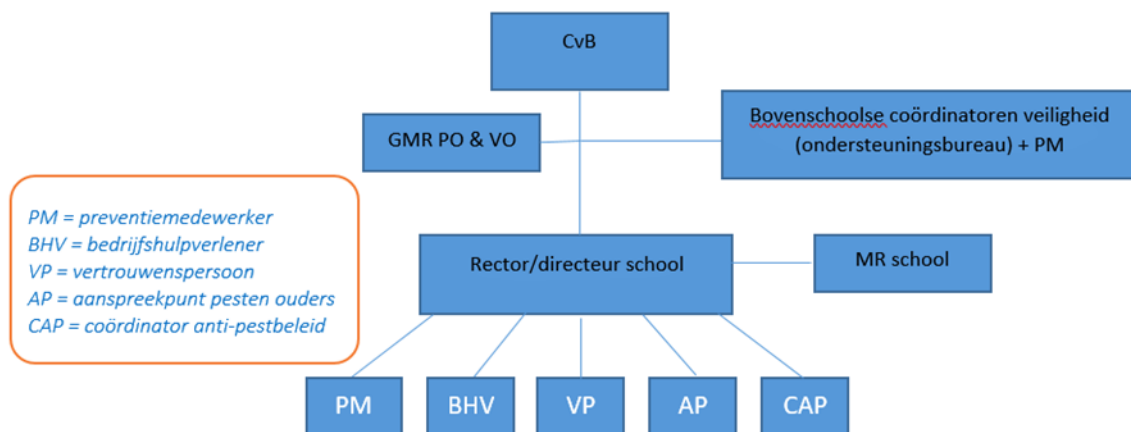 CvB
GMR PO & VO
Bovenschoolse coördinatoren veiligheid
(ondersteuningsbureau) + PM
PM = preventiemedewerker
BHV = bedrijfshulpverlener
VP = vertrouwenspersoon
AP = aanspreekpunt pesten ouders
CAP = coördinator anti-pestbeleid
Rector/directeur school
MR school
PM
BHV
VP
AP
CAP